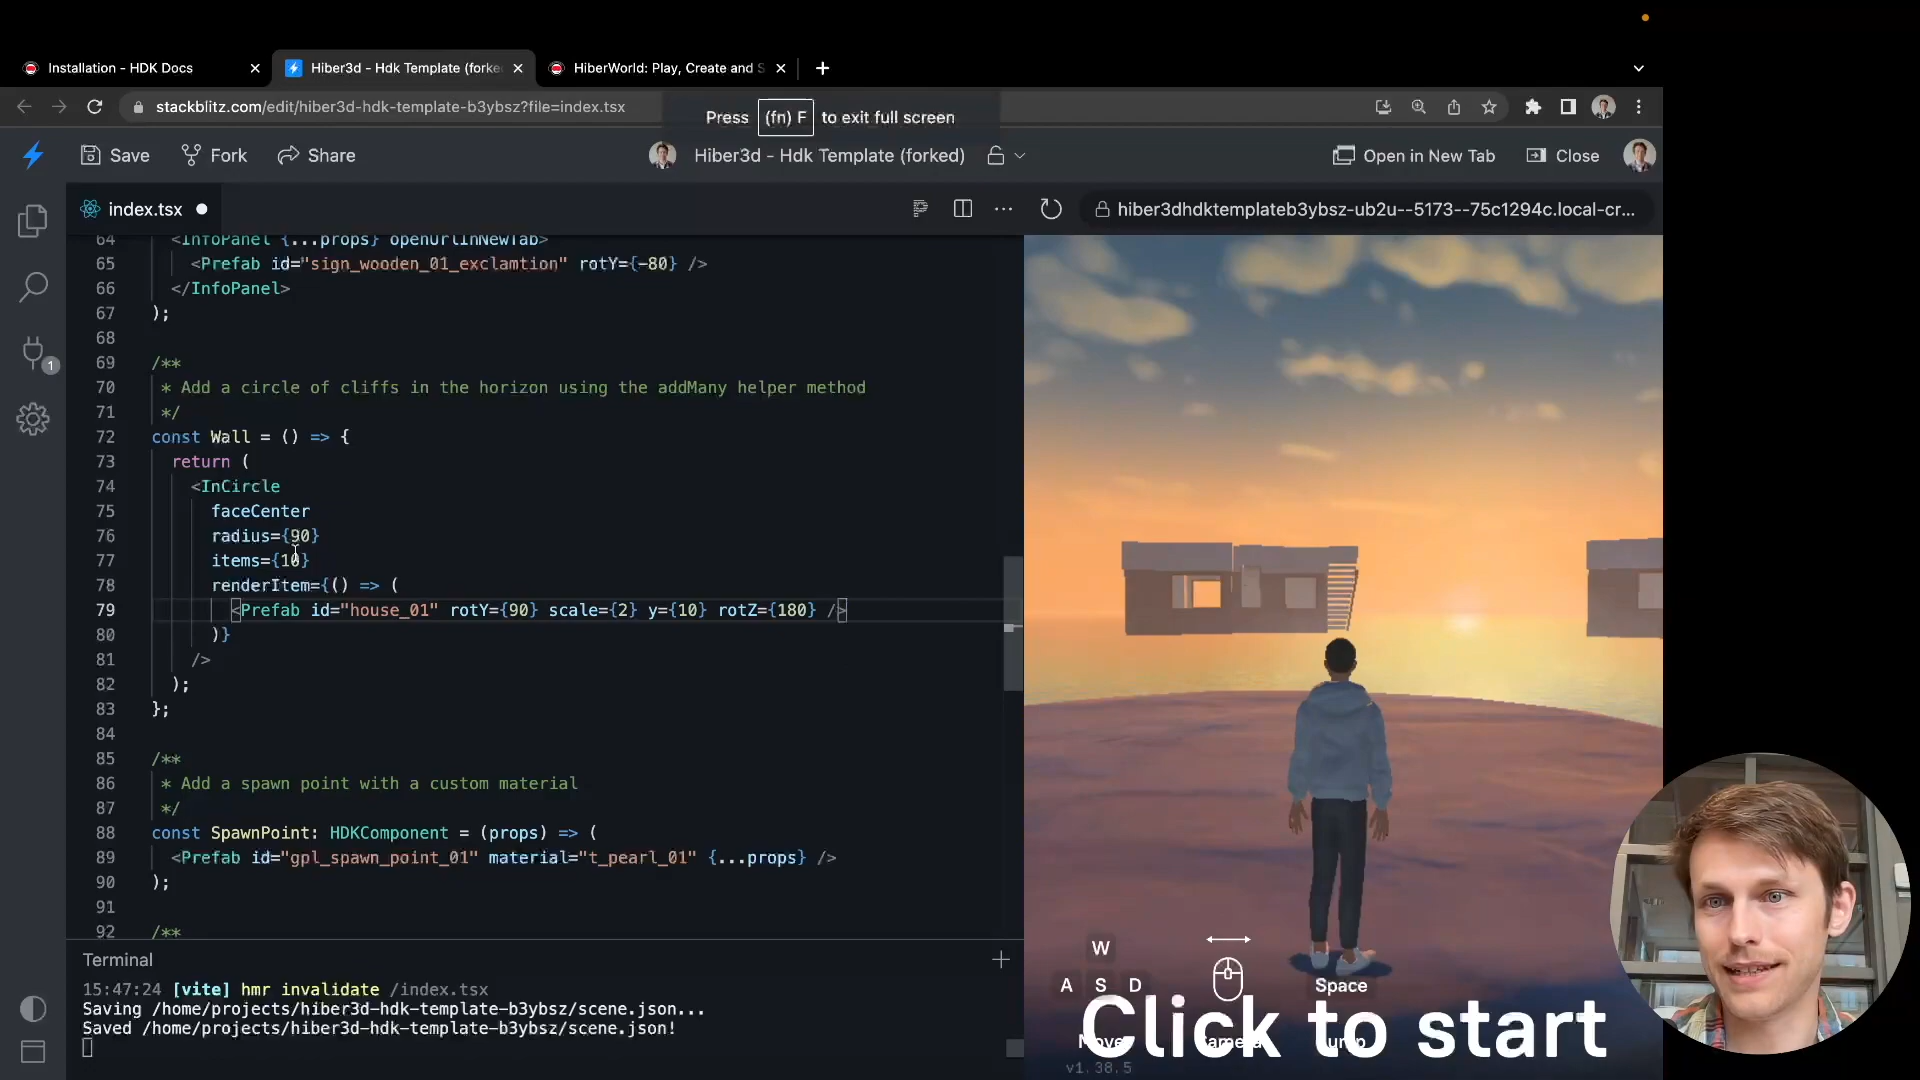 Installation - HDK Docs
Hiber3d - Hdk Template (forke
HiberWorld: Play, Create and S
stackblitz.com/edit/hiber3d-hdk-template-b3ybsz?file=index.tsx
Press (fn) F to exit full screen
Save
Fork
Share
Hiber3d - Hdk Template (forked)
Open in New Tab
Close
index.tsx
hiber3dhdktemplateb3ybsz-ub2u--5173--75c1294c.local-cr...
1
64 <InfoPanel {...props} openUrlInNewTab>
65 <Prefab id="sign_wooden_01_exclamtion" rotY={-80} />
66 </InfoPanel>
67 );
68
69 /**
70 * Add a circle of cliffs in the horizon using the addMany helper method
71 */
72 const Wall = () => {
73 return (
74 <InCircle
75 faceCenter
76 radius={90}
77 items={10}
78 renderItem={() => (
79 <Prefab id="house_01" rotY={90} scale={2} y={10} rotZ={180} />
80 )}
81 />
82 );
83 };
84
85 /**
86 * Add a spawn point with a custom material
87 */
88 const SpawnPoint: HDKComponent = (props) => (
89 <Prefab id="gpl_spawn_point_01" material="t_pearl_01" {...props} />
90 );
91
92 /**
Terminal
15:47:24 [vite] hmr invalidate /index.tsx
Saving /home/projects/hiber3d-hdk-template-b3ybsz/scene.json...
Saved /home/projects/hiber3d-hdk-template-b3ybsz/scene.json!
W
A S D
Space
Move
Camera
Jump
Click to start
v1.38.5